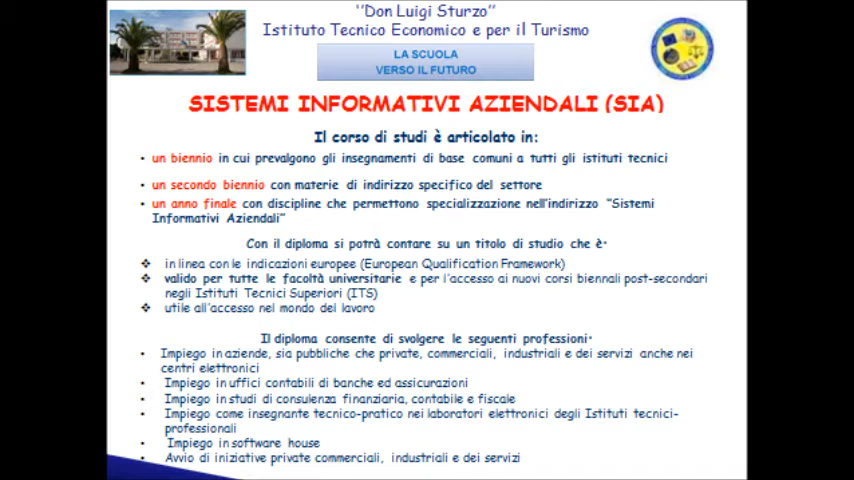 "Don Luigi Sturzo"
Istituto Tecnico Economico e per il Turismo
LA SCUOLA
VERSO IL FUTURO
SISTEMI INFORMATIVI AZIENDALI (SIA)
Il corso di studi è articolato in:
• un biennio in cui prevalgono gli insegnamenti di base comuni a tutti gli istituti tecnici
• un secondo biennio con materie di indirizzo specifico del settore
• un anno finale con discipline che permettono specializzazione nell'indirizzo "Sistemi
Informativi Aziendali"
Con il diploma si potrà contare su un titolo di studio che è:
❖ in linea con le indicazioni europee (European Qualification Framework)
❖ valido per tutte le facoltà universitarie e per l'accesso ai nuovi corsi biennali post-secondari
negli Istituti Tecnici Superiori (ITS)
❖ utile all'accesso nel mondo del lavoro
Il diploma consente di svolgere le seguenti professioni:
• Impiego in aziende, sia pubbliche che private, commerciali, industriali e dei servizi anche nei
centri elettronici
• Impiego in uffici contabili di banche ed assicurazioni
• Impiego in studi di consulenza finanziaria, contabile e fiscale
• Impiego come insegnante tecnico-pratico nei laboratori elettronici degli Istituti tecnici-
professionali
• Impiego in software house
• Avvio di iniziative private commerciali, industriali e dei servizi